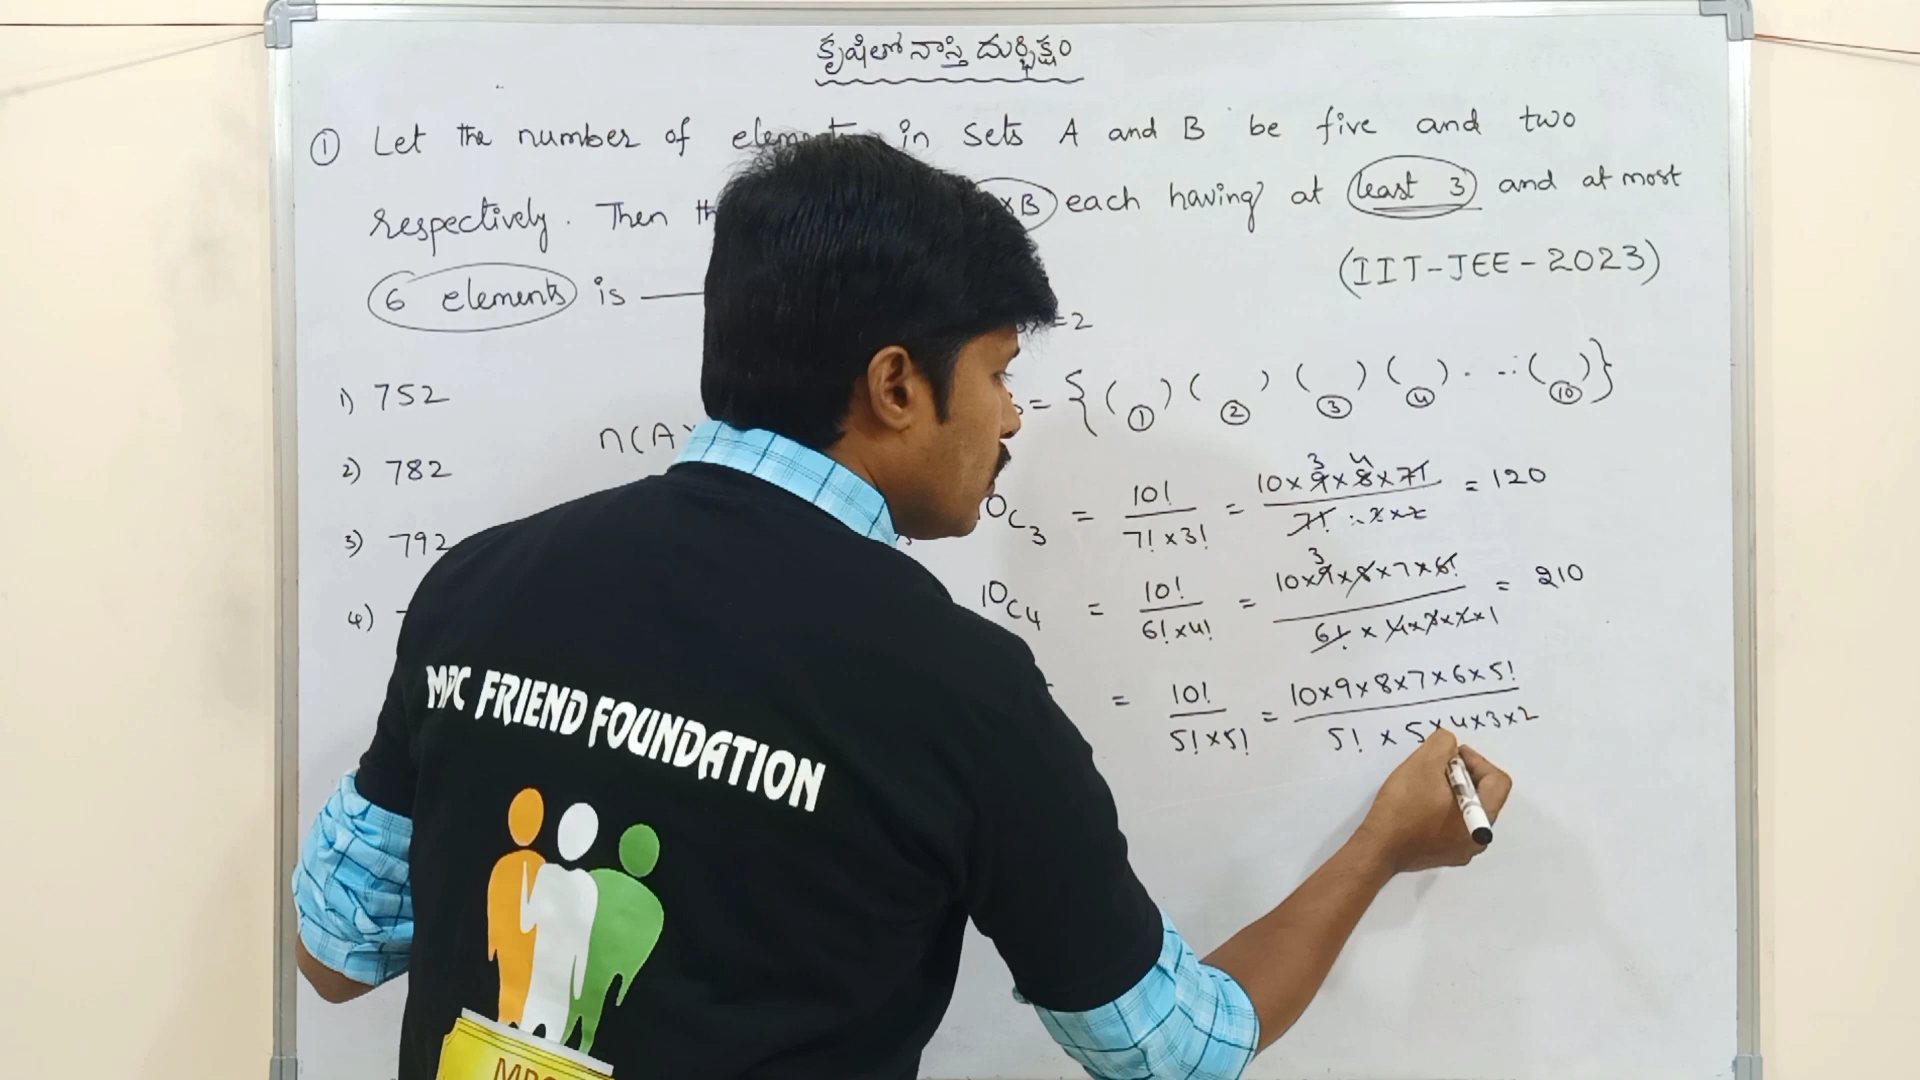 కృషితో నాస్తి దుర్భిక్షం
① Let the number of elements in sets A and B be five and two
respectively. Then ×B each having at least 3 and at most
6 elements is
(IIT-JEE-2023)
=2
1) 752
2) 782
3) 792
4)
= { ( ① ) ( ② ) ( ③ ) ( ④ ) . . . . ( ⑩ ) }
n(A×
10C3 = 10! / 7! × 3! = 10 × 9 × 8 × 7! / 7! × 3 × 2 = 120
3 4
10C4 = 10! / 6! × 4! = 10 × 9 × 8 × 7 × 6! / 6! × 4 × 3 × 2 × 1 = 210
3
= 10! / 5! × 5! = 10 × 9 × 8 × 7 × 6 × 5! / 5! × 5 × 4 × 3 × 2
MPC FRIEND FOUNDATION